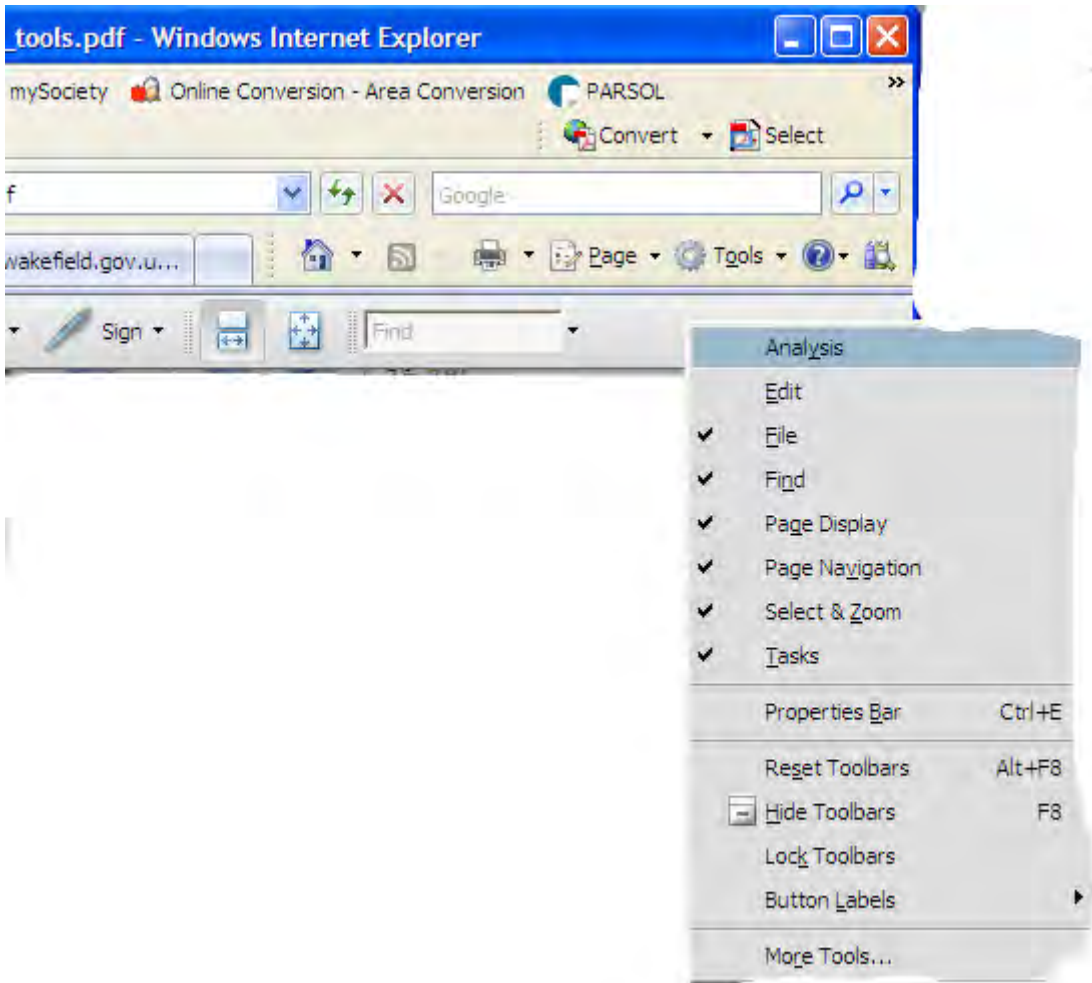 _tools.pdf - Windows Internet Explorer
mySociety Online Conversion - Area Conversion PARSOL »
Convert Select
f Google
wakefield.gov.u... Page Tools
Sign Find
Analysis
Edit
File
Find
Page Display
Page Navigation
Select & Zoom
Tasks
Properties Bar Ctrl+E
Reset Toolbars Alt+F8
Hide Toolbars F8
Lock Toolbars
Button Labels
More Tools...